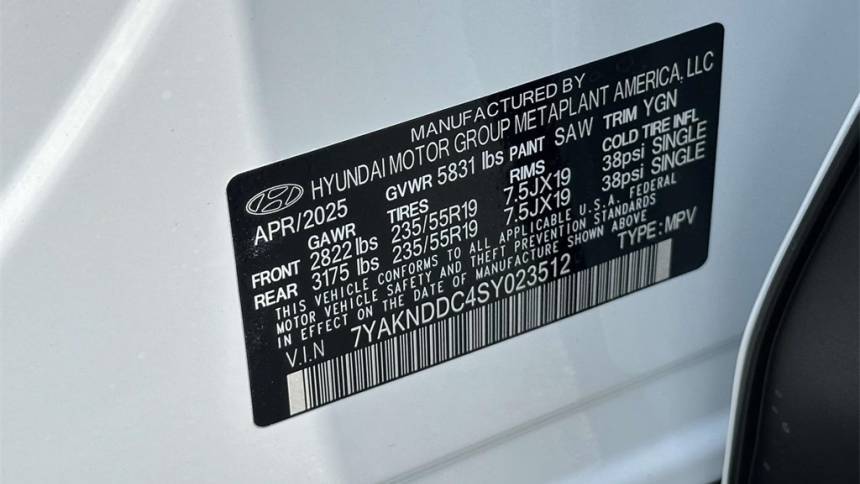 MANUFACTURED BY
HYUNDAI MOTOR GROUP METAPLANT AMERICA, LLC
APR/2025 GVWR 5831 lbs PAINT SAW TRIM YGN
GAWR TIRES RIMS COLD TIRE INFL
FRONT 2822 lbs 235/55R19 7.5JX19 38psi SINGLE
REAR 3175 lbs 235/55R19 7.5JX19 38psi SINGLE
THIS VEHICLE CONFORMS TO ALL APPLICABLE U.S.A. FEDERAL
MOTOR VEHICLE SAFETY AND THEFT PREVENTION STANDARDS
IN EFFECT ON THE DATE OF MANUFACTURE SHOWN ABOVE
V.I.N 7YAKNDDC4SY023512 TYPE: MPV